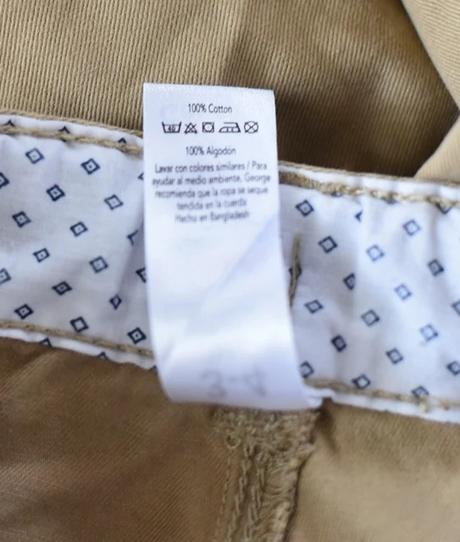 100% Cotton
100% Algodón
Lavar con colores similares / Para
ayudar al medio ambiente, George
recomienda que la ropa se seque
tendida en la cuerda
Hecho en Bangladesh